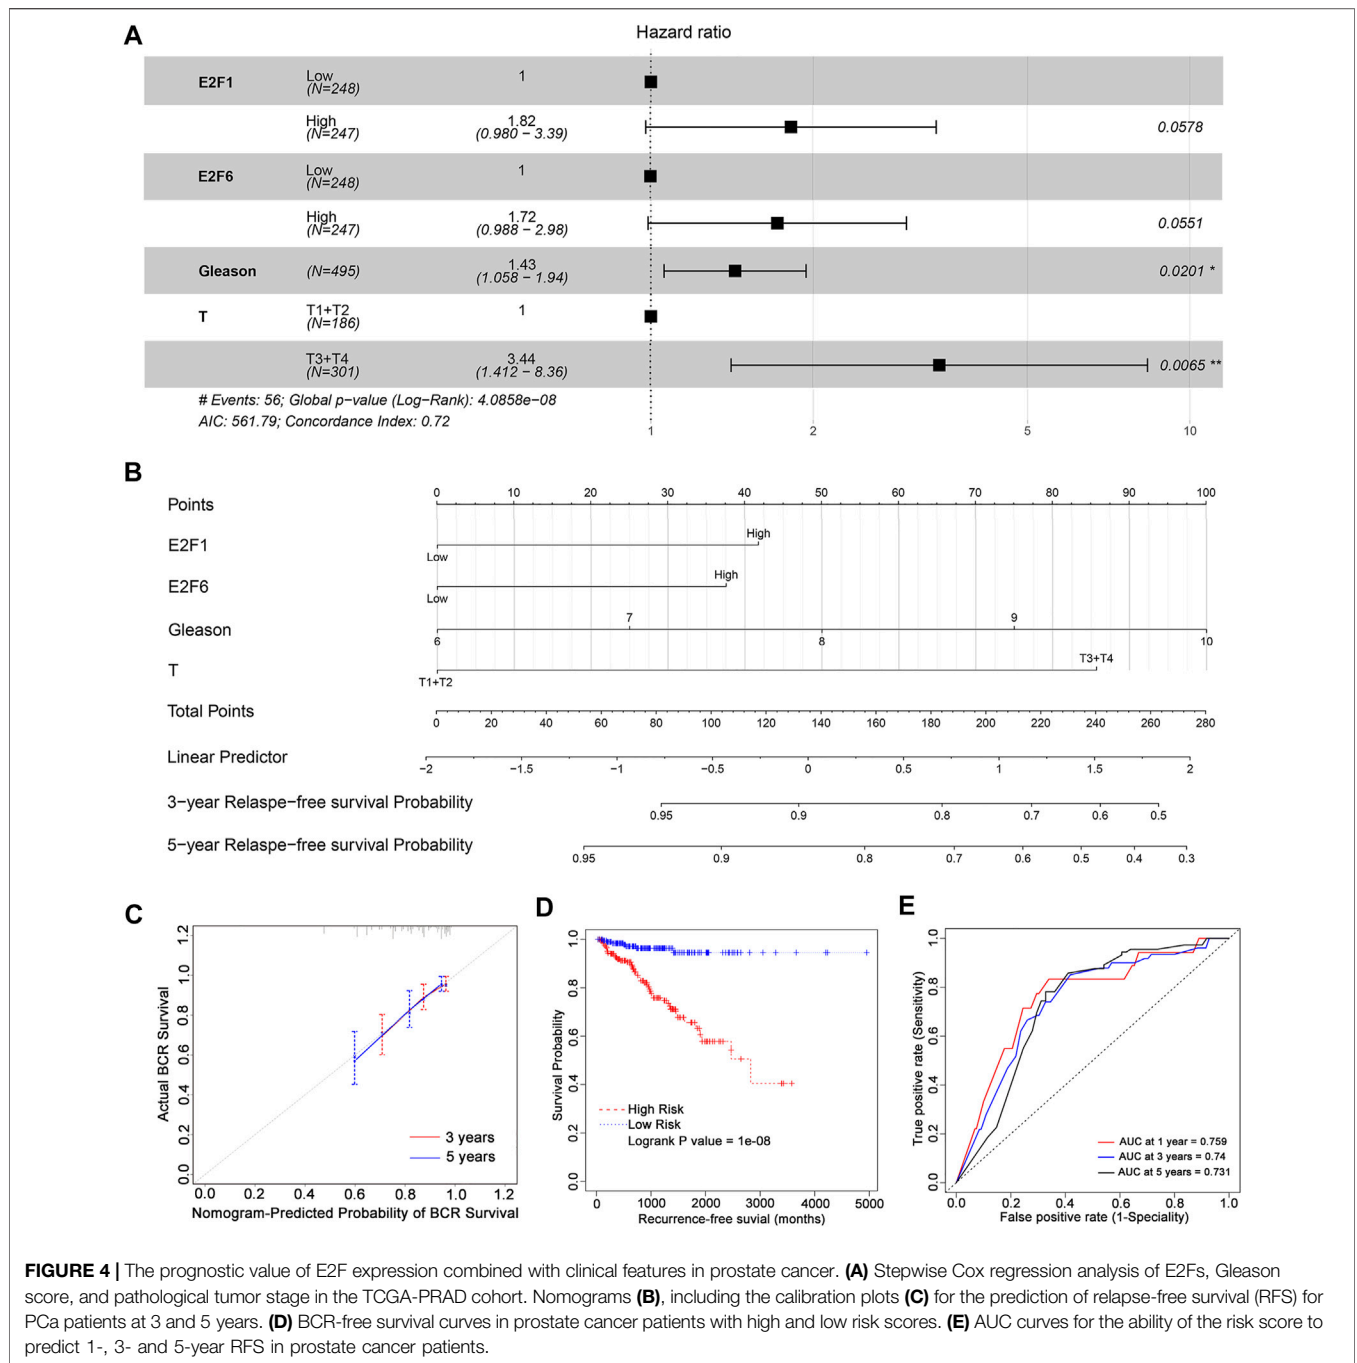 A
Hazard ratio
E2F1 Low 1
(N=248)
High 1.82 0.0578
(N=247) (0.980 − 3.39)
E2F6 Low 1
(N=248)
High 1.72 0.0551
(N=247) (0.988 − 2.98)
Gleason (N=495) 1.43 0.0201 *
(1.058 − 1.94)
T T1+T2 1
(N=186)
T3+T4 3.44 0.0065 **
(N=301) (1.412 − 8.36)
# Events: 56; Global p−value (Log−Rank): 4.0858e−08
AIC: 561.79; Concordance Index: 0.72
1 2 5 10
B
Points 0 10 20 30 40 50 60 70 80 90 100
E2F1 Low High
E2F6 Low High
Gleason 6 7 8 9 10
T T1+T2 T3+T4
Total Points 0 20 40 60 80 100 120 140 160 180 200 220 240 260 280
Linear Predictor −2 −1.5 −1 −0.5 0 0.5 1 1.5 2
3−year Relaspe−free survival Probability 0.95 0.9 0.8 0.7 0.6 0.5
5−year Relaspe−free survival Probability 0.95 0.9 0.8 0.7 0.6 0.5 0.4 0.3
C
Actual BCR Survival
0.0 0.2 0.4 0.6 0.8 1.0 1.2
3 years
5 years
0.0 0.2 0.4 0.6 0.8 1.0 1.2
Nomogram-Predicted Probability of BCR Survival
D
Survival Probability
0.0 0.2 0.4 0.6 0.8 1.0
High Risk
Low Risk
Logrank P value = 1e-08
0 1000 2000 3000 4000 5000
Recurrence-free suvial (months)
E
True positive rate (Sensitivity)
0.0 0.2 0.4 0.6 0.8 1.0
AUC at 1 year = 0.759
AUC at 3 years = 0.74
AUC at 5 years = 0.731
0.0 0.2 0.4 0.6 0.8 1.0
False positive rate (1-Speciality)
FIGURE 4 | The prognostic value of E2F expression combined with clinical features in prostate cancer. (A) Stepwise Cox regression analysis of E2Fs, Gleason
score, and pathological tumor stage in the TCGA-PRAD cohort. Nomograms (B), including the calibration plots (C) for the prediction of relapse-free survival (RFS) for
PCa patients at 3 and 5 years. (D) BCR-free survival curves in prostate cancer patients with high and low risk scores. (E) AUC curves for the ability of the risk score to
predict 1-, 3- and 5-year RFS in prostate cancer patients.